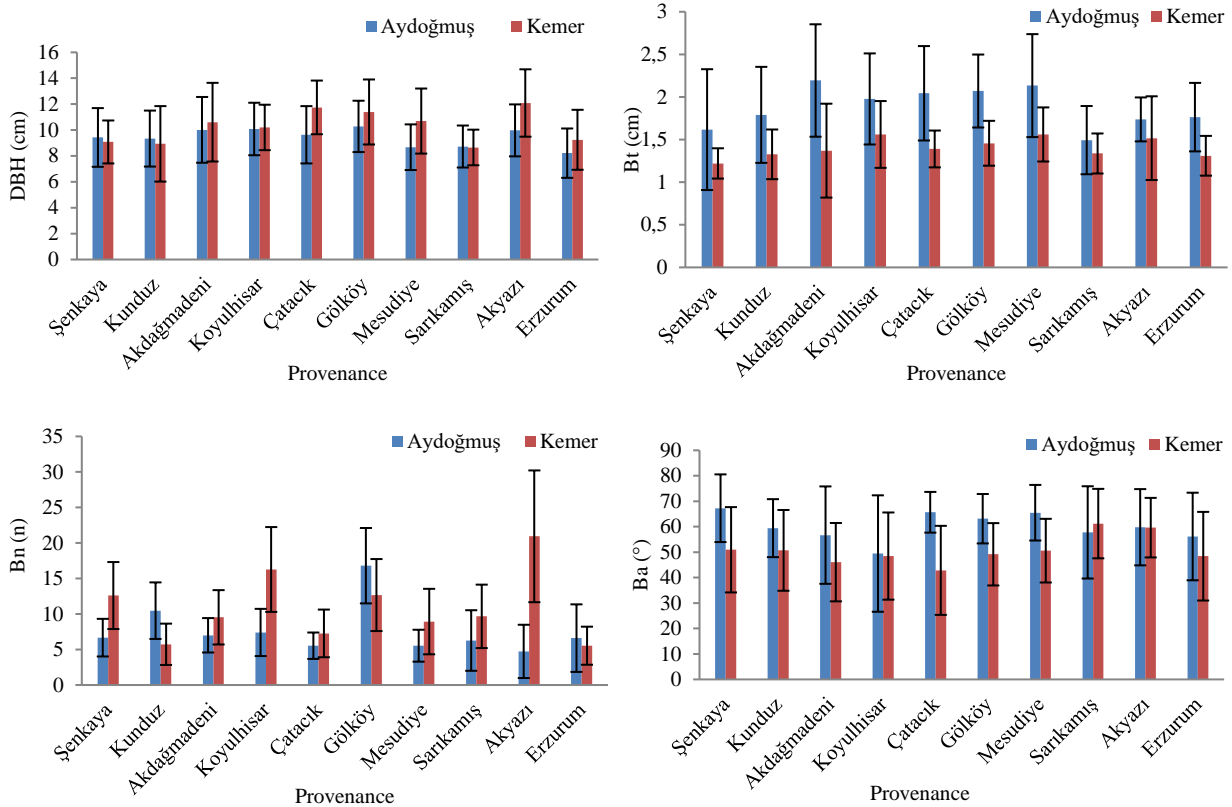 Aydoğmuş Kemer
16
14
12
10
8
6
4
2
0
DBH (cm)
Şenkaya
Kunduz
Akdağmadeni
Koyulhisar
Çatacık
Gölköy
Mesudiye
Sarıkamış
Akyazı
Erzurum
Provenance
Aydoğmuş Kemer
3
2,5
2
1,5
1
0,5
0
Bt (cm)
Şenkaya
Kunduz
Akdağmadeni
Koyulhisar
Çatacık
Gölköy
Mesudiye
Sarıkamış
Akyazı
Erzurum
Provenance
Aydoğmuş Kemer
35
30
25
20
15
10
5
0
Bn (n)
Şenkaya
Kunduz
Akdağmadeni
Koyulhisar
Çatacık
Gölköy
Mesudiye
Sarıkamış
Akyazı
Erzurum
Provenance
Aydoğmuş Kemer
90
80
70
60
50
40
30
20
10
0
Ba (°)
Şenkaya
Kunduz
Akdağmadeni
Koyulhisar
Çatacık
Gölköy
Mesudiye
Sarıkamış
Akyazı
Erzurum
Provenance